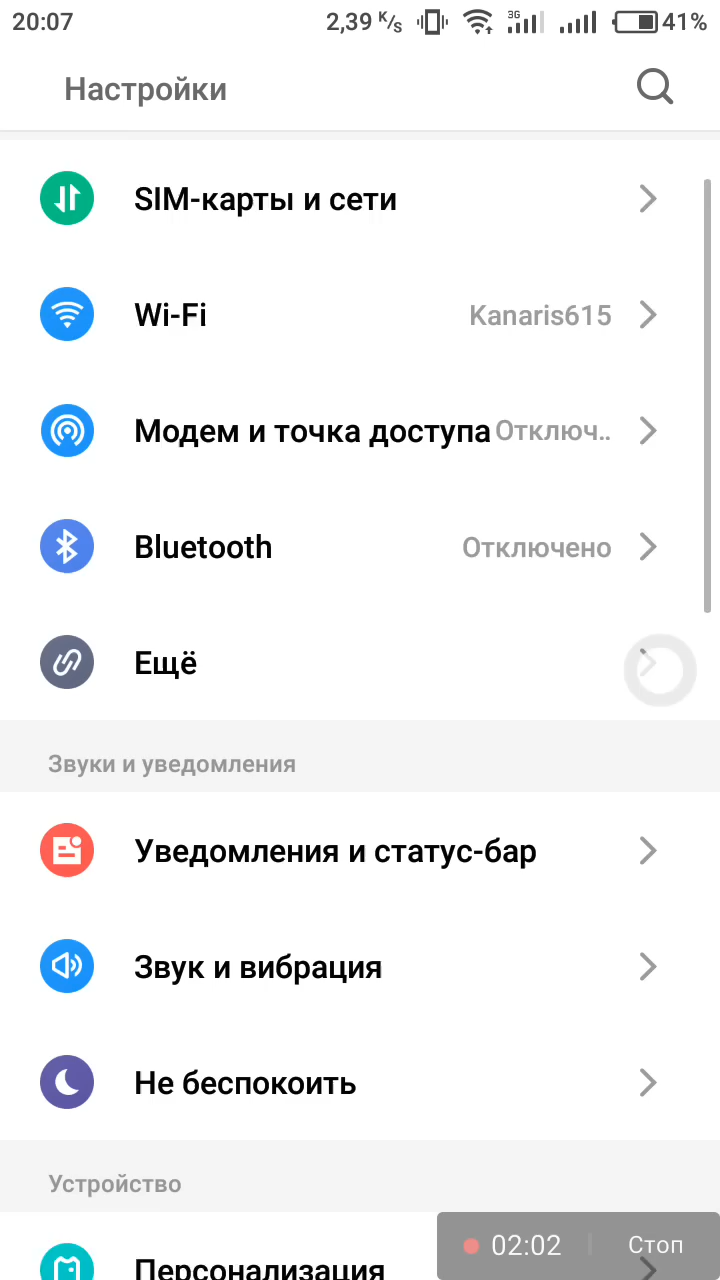 20:07 2,39 K/s 3G 41%
Настройки
SIM-карты и сети
Wi-Fi Kanaris615
Модем и точка доступа Отключ..
Bluetooth Отключено
Ещё
Звуки и уведомления
Уведомления и статус-бар
Звук и вибрация
Не беспокоить
Устройство
Персонализация
02:02 Стоп